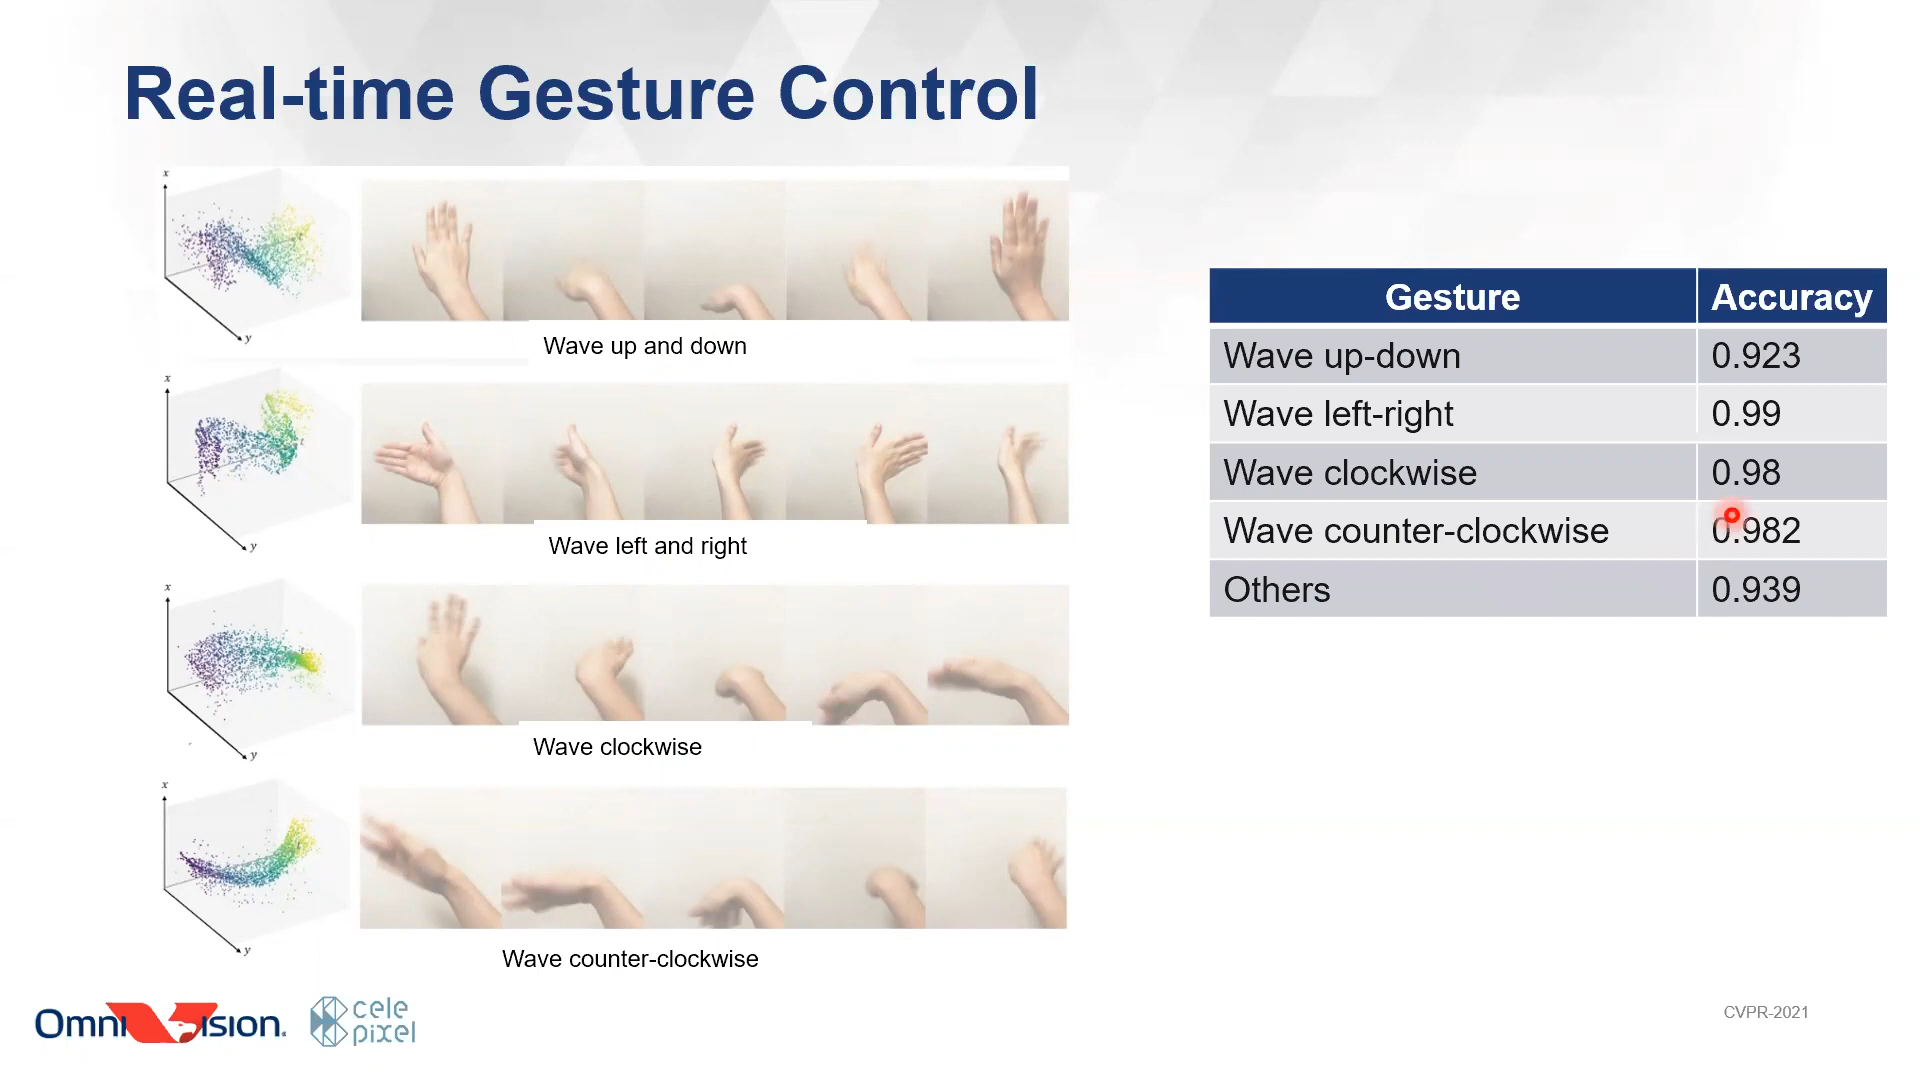 Real-time Gesture Control
x
y
Wave up and down
x
y
Wave left and right
x
y
Wave clockwise
x
y
Wave counter-clockwise
Gesture Accuracy
Wave up-down 0.923
Wave left-right 0.99
Wave clockwise 0.98
Wave counter-clockwise 0.982
Others 0.939
OmniVision
cele
pixel
CVPR-2021